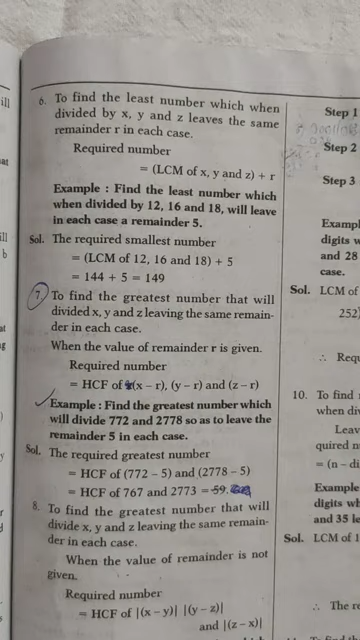 6. To find the least number which when
divided by x, y and z leaves the same
remainder r in each case.
Required number
= (LCM of x, y and z) + r
Example : Find the least number which
when divided by 12, 16 and 18, will leave
in each case a remainder 5.
Sol. The required smallest number
= (LCM of 12, 16 and 18) + 5
= 144 + 5 = 149
7. To find the greatest number that will
divided x, y and z leaving the same remain-
der in each case.
When the value of remainder r is given.
Required number
= HCF of (x – r), (y – r) and (z – r)
Example : Find the greatest number which
will divide 772 and 2778 so as to leave the
remainder 5 in each case.
Sol. The required greatest number
= HCF of (772 – 5) and (2778 – 5)
= HCF of 767 and 2773 = 59.
8. To find the greatest number that will
divide x, y and z leaving the same remain-
der in each case.
When the value of remainder is not
given.
Required number
= HCF of |(x – y)| |(y – z)|
and |(z – x)|
Step 1
Step 2
Step 3
Exampl
digits w
and 28
case.
Sol. LCM of
252)
∴ Requ
10. To find
when div
Leav
quired n
= (n – di
Example
digits wh
and 35 le
Sol. LCM of 1
∴ The re